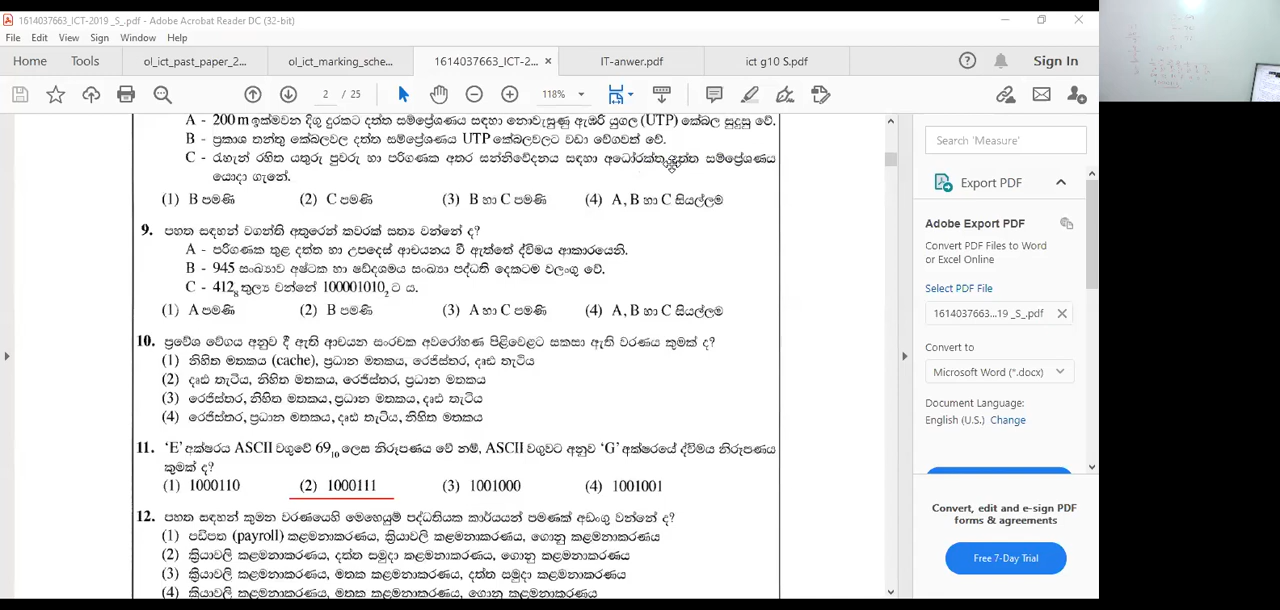 1614037663_ICT-2019 _S_.pdf - Adobe Acrobat Reader DC (32-bit)
File Edit View Sign Window Help
Home Tools ol_ict_past_paper_2... ol_ict_marking_sche... 1614037663_ICT-2... × IT-anwer.pdf ict g10 S.pdf Sign In
2 / 25 118%
A - 200 m ඉක්මවන දිගු දුරකට දත්ත සම්ප්‍රේශණය සඳහා නොවැසුණු ඇඹරි යුගල (UTP) කේබල සුදුසු වේ.
B - ප්‍රකාශ තන්තු කේබලවල දත්ත සම්ප්‍රේශණය UTP කේබලවලට වඩා වේගවත් වේ.
C - රැහැන් රහිත යතුරු පුවරු හා පරිගණක අතර සන්නිවේදනය සඳහා අධෝරක්ත දත්ත සම්ප්‍රේශණය
යොදා ගැනේ.
(1) B පමණි (2) C පමණි (3) B හා C පමණි (4) A, B හා C සියල්ලම
9. පහත සඳහන් වගන්ති අතුරෙන් කවරක් සත්‍ය වන්නේ ද?
A - පරිගණක තුළ දත්ත හා උපදෙස් ආචයනය වී ඇත්තේ ද්විමය ආකාරයෙනි.
B - 945 සංඛ්‍යාව අෂ්ටක හා ෂඩ්දශමය සංඛ්‍යා පද්ධති දෙකටම වලංගු වේ.
C - 412₈ තුල්‍ය වන්නේ 100001010₂ ට ය.
(1) A පමණි (2) B පමණි (3) A හා C පමණි (4) A, B හා C සියල්ලම
10. ප්‍රවේශ වේගය අනුව දී ඇති ආචයන සංරචක අවරෝහණ පිළිවෙළට සකසා ඇති වරණය කුමක් ද?
(1) නිහිත මතකය (cache), ප්‍රධාන මතකය, රෙජිස්තර, දෘඪ තැටිය
(2) දෘඪ තැටිය, නිහිත මතකය, රෙජිස්තර, ප්‍රධාන මතකය
(3) රෙජිස්තර, නිහිත මතකය, ප්‍රධාන මතකය, දෘඪ තැටිය
(4) රෙජිස්තර, ප්‍රධාන මතකය, දෘඪ තැටිය, නිහිත මතකය
11. ‘E’ අක්ෂරය ASCII වගුවේ 69₁₀ ලෙස නිරූපණය වේ නම්, ASCII වගුවට අනුව ‘G’ අක්ෂරයේ ද්විමය නිරූපණය
කුමක් ද?
(1) 1000110 (2) 1000111 (3) 1001000 (4) 1001001
12. පහත සඳහන් කුමන වරණයෙහි මෙහෙයුම් පද්ධතියක කාර්යයන් පමණක් අඩංගු වන්නේ ද?
(1) පඩිපත (payroll) කළමනාකරණය, ක්‍රියාවලි කළමනාකරණය, ගොනු කළමනාකරණය
(2) ක්‍රියාවලි කළමනාකරණය, දත්ත සමුදා කළමනාකරණය, ගොනු කළමනාකරණය
(3) ක්‍රියාවලි කළමනාකරණය, මතක කළමනාකරණය, දත්ත සමුදා කළමනාකරණය
(4) ක්‍රියාවලි කළමනාකරණය, මතක කළමනාකරණය, ගොනු කළමනාකරණය
Search 'Measure'
Export PDF
Adobe Export PDF
Convert PDF Files to Word
or Excel Online
Select PDF File
1614037663...19 _S_.pdf
Convert to
Microsoft Word (*.docx)
Document Language:
English (U.S.) Change
Convert, edit and e-sign PDF
forms & agreements
Free 7-Day Trial